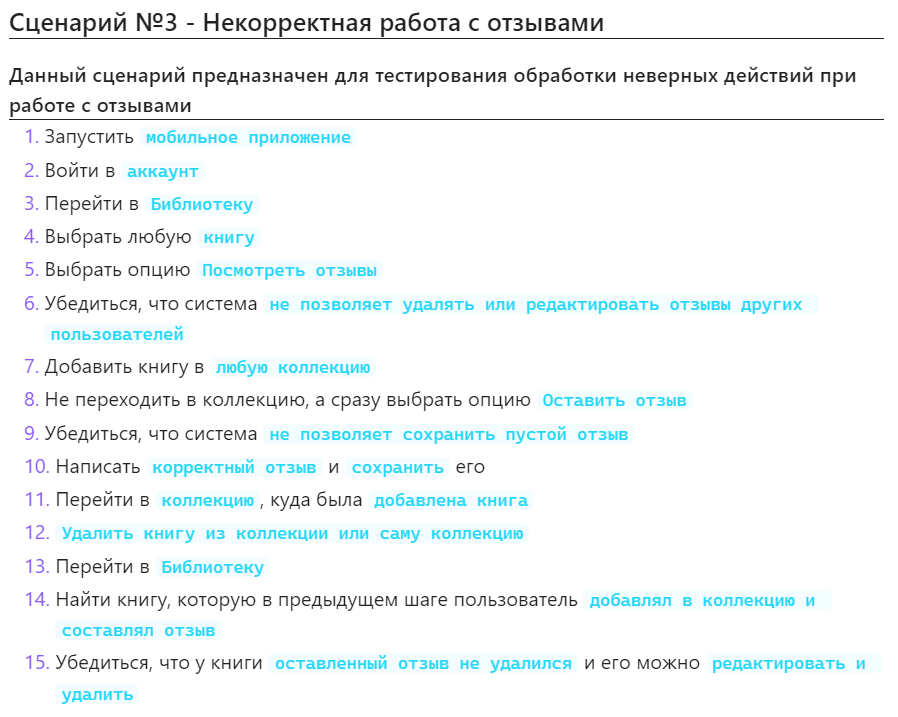 Сценарий №3 - Некорректная работа с отзывами
Данный сценарий предназначен для тестирования обработки неверных действий при
работе с отзывами
1. Запустить мобильное приложение
2. Войти в аккаунт
3. Перейти в Библиотеку
4. Выбрать любую книгу
5. Выбрать опцию Посмотреть отзывы
6. Убедиться, что система не позволяет удалять или редактировать отзывы других
пользователей
7. Добавить книгу в любую коллекцию
8. Не переходить в коллекцию, а сразу выбрать опцию Оставить отзыв
9. Убедиться, что система не позволяет сохранить пустой отзыв
10. Написать корректный отзыв и сохранить его
11. Перейти в коллекцию, куда была добавлена книга
12. Удалить книгу из коллекции или саму коллекцию
13. Перейти в Библиотеку
14. Найти книгу, которую в предыдущем шаге пользователь добавлял в коллекцию и
составлял отзыв
15. Убедиться, что у книги оставленный отзыв не удалился и его можно редактировать и
удалить